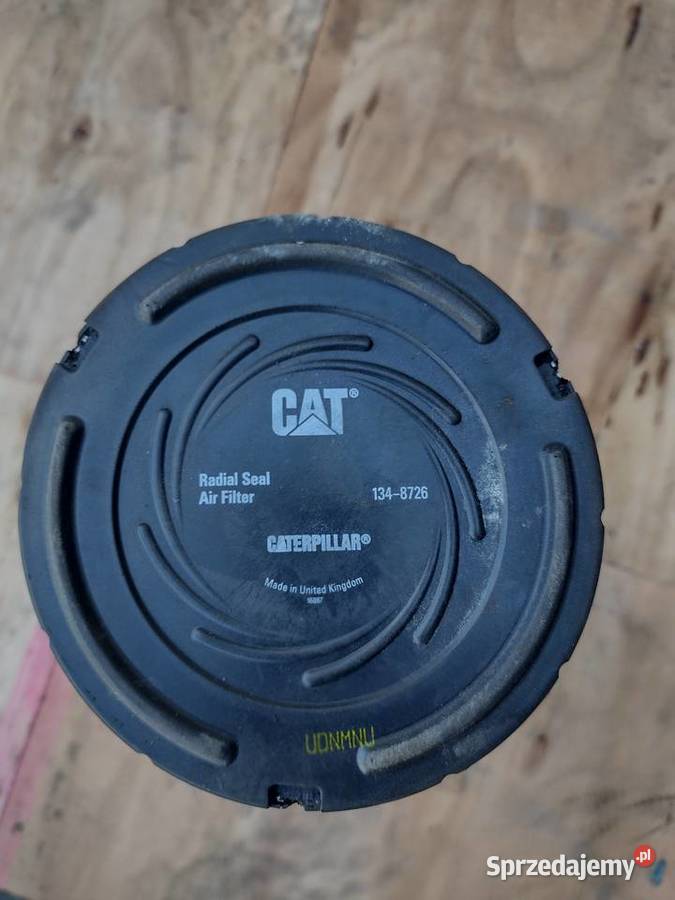 CAT®
Radial Seal
Air Filter
134-8726
CATERPILLAR®
Made in United Kingdom
UDNMNU
Sprzedajemy.pl